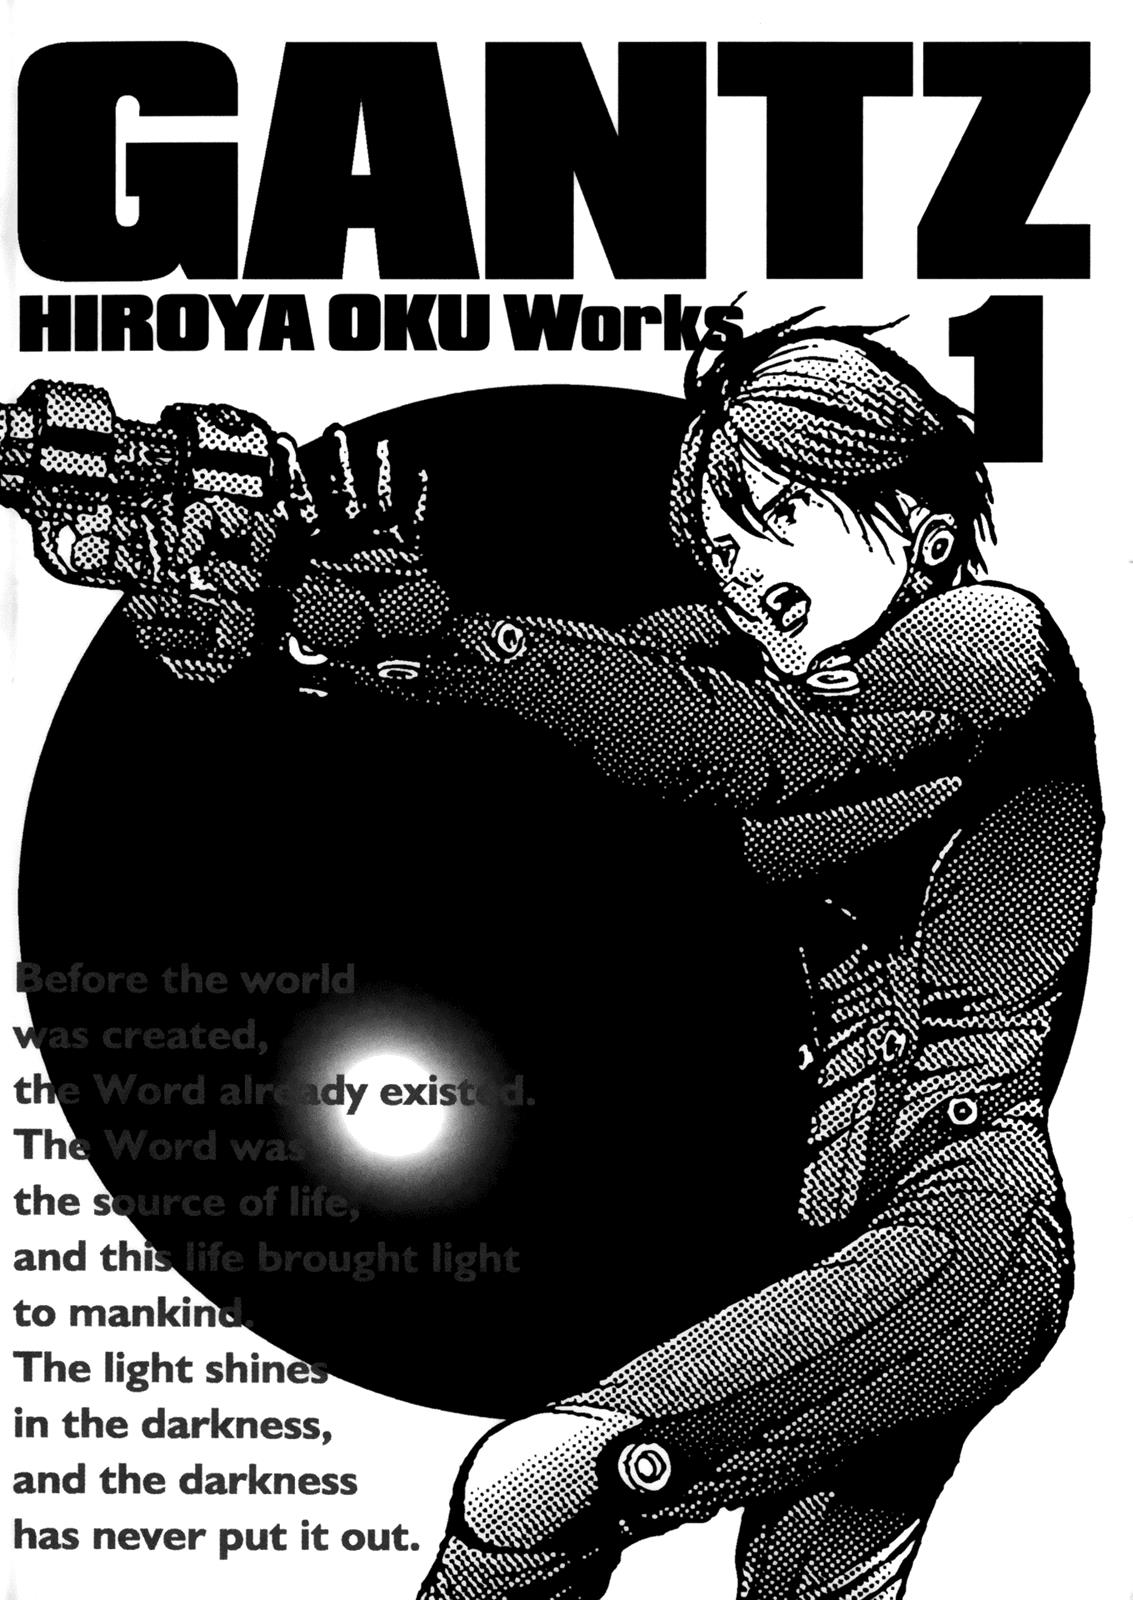 GANTZ
HIROYA OKU Works
1
Before the world
was created,
the Word already existed.
The Word was
the source of life,
and this life brought light
to mankind.
The light shines
in the darkness,
and the darkness
has never put it out.